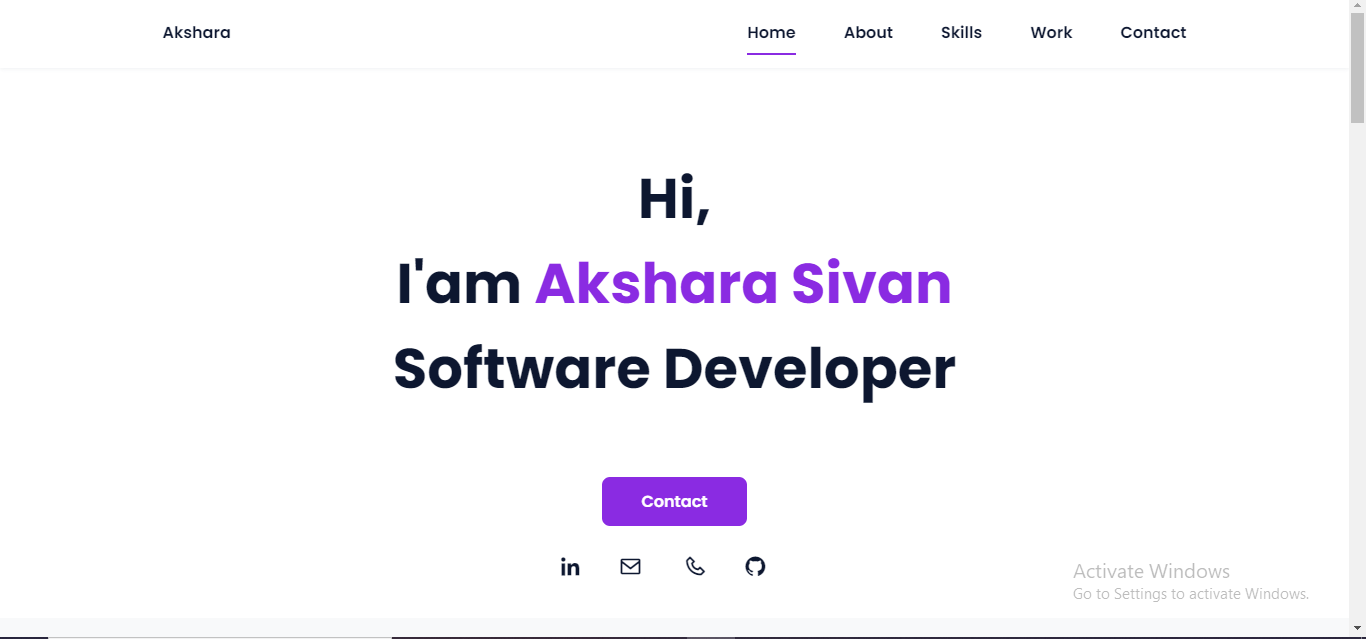 Akshara
Home About Skills Work Contact
Hi,
I'am Akshara Sivan
Software Developer
Contact
in
Activate Windows
Go to Settings to activate Windows.